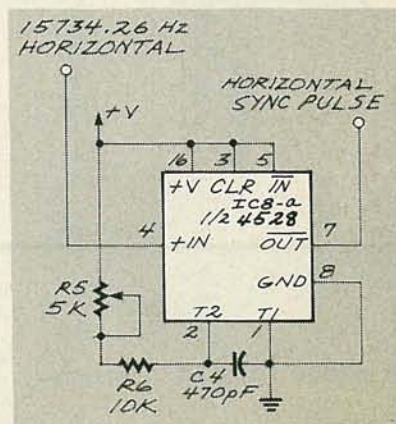 15734.26 Hz
HORIZONTAL
+V
HORIZONTAL
SYNC PULSE
16 3 5
+V CLR IN
IC8-a
1/2 4528
4 +IN
OUT 7
GND 8
R5
5K
T2 T1
2 1
R6
10K
C4
470pF